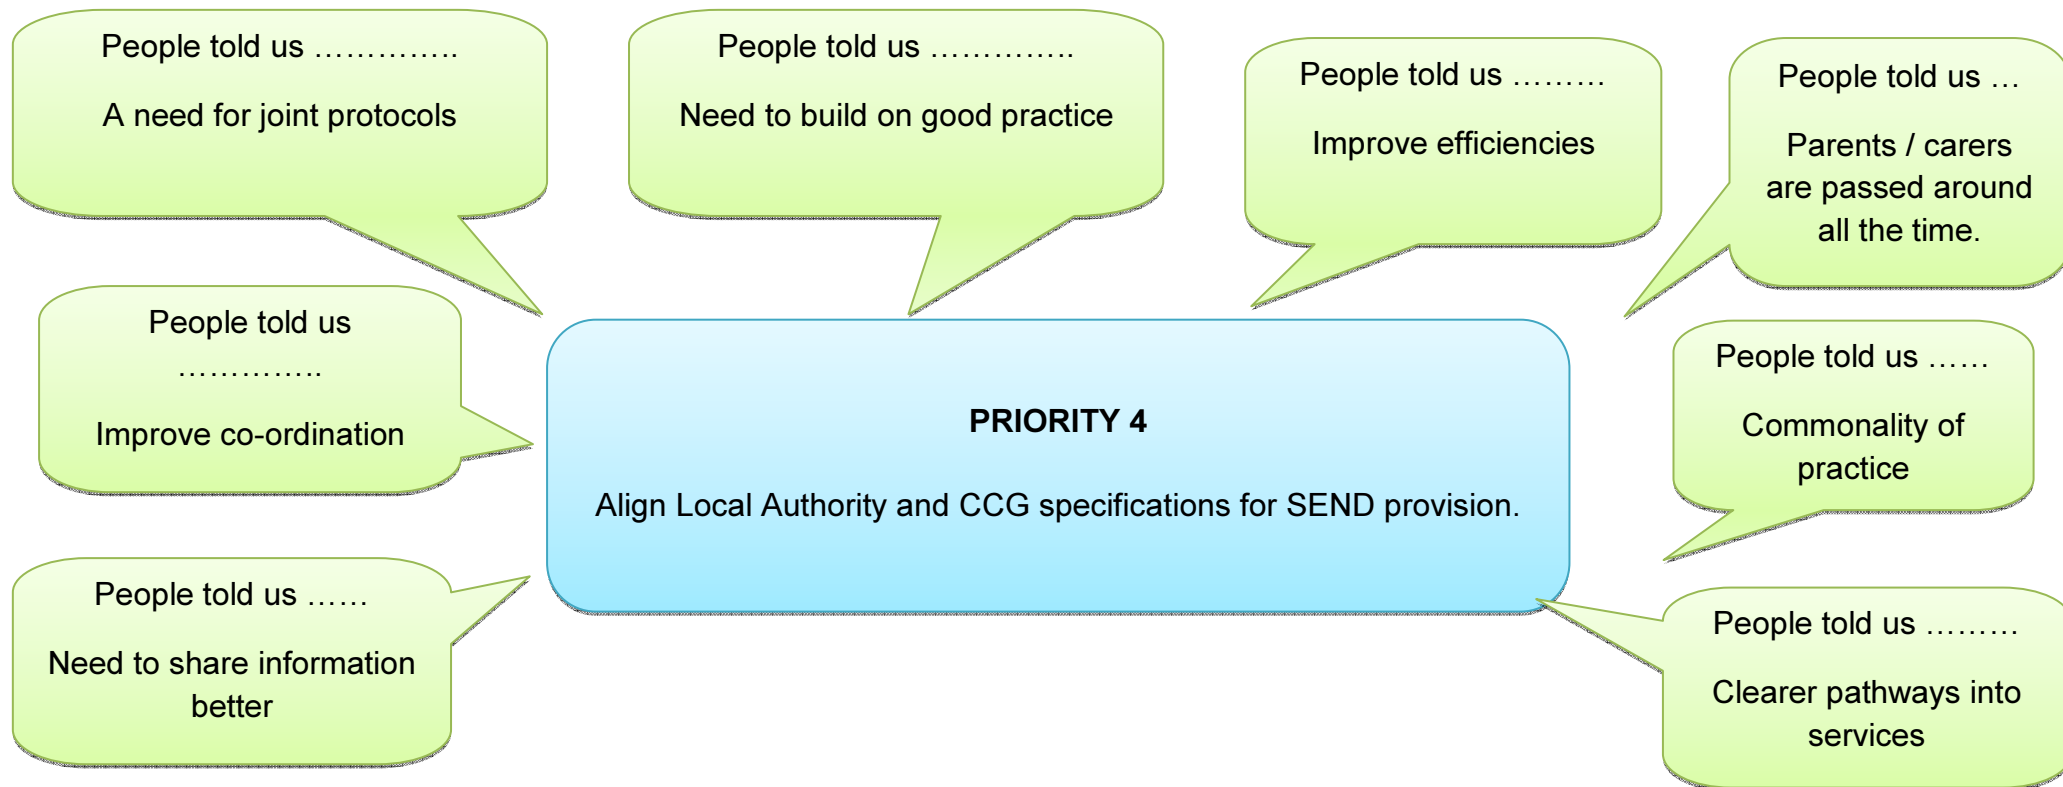 People told us …………..
A need for joint protocols
People told us …………..
Need to build on good practice
People told us ………
Improve efficiencies
People told us …
Parents / carers
are passed around
all the time.
People told us
…………..
Improve co-ordination
PRIORITY 4
Align Local Authority and CCG specifications for SEND provision.
People told us ……
Commonality of
practice
People told us ……
Need to share information
better
People told us ………
Clearer pathways into
services